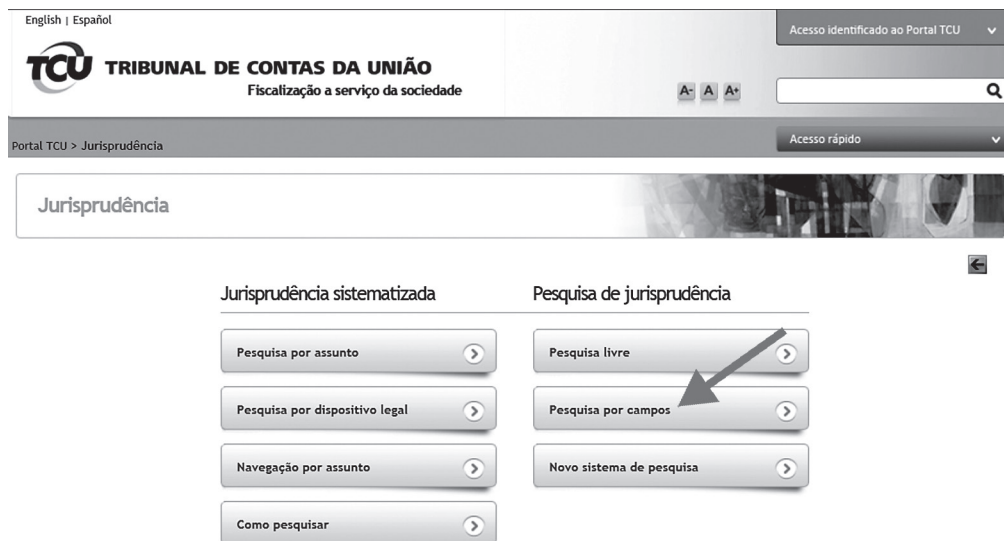 English | Español
Acesso identificado ao Portal TCU
TCU TRIBUNAL DE CONTAS DA UNIÃO
Fiscalização a serviço da sociedade
A- A A+
Portal TCU > Jurisprudência
Acesso rápido
Jurisprudência
Jurisprudência sistematizada
Pesquisa por assunto
Pesquisa por dispositivo legal
Navegação por assunto
Como pesquisar
Pesquisa de jurisprudência
Pesquisa livre
Pesquisa por campos
Novo sistema de pesquisa